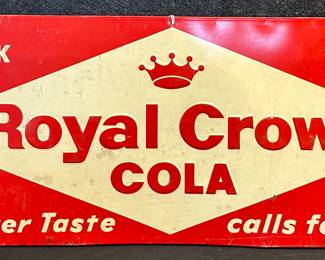 K
Royal Crow
COLA
er Taste calls fo